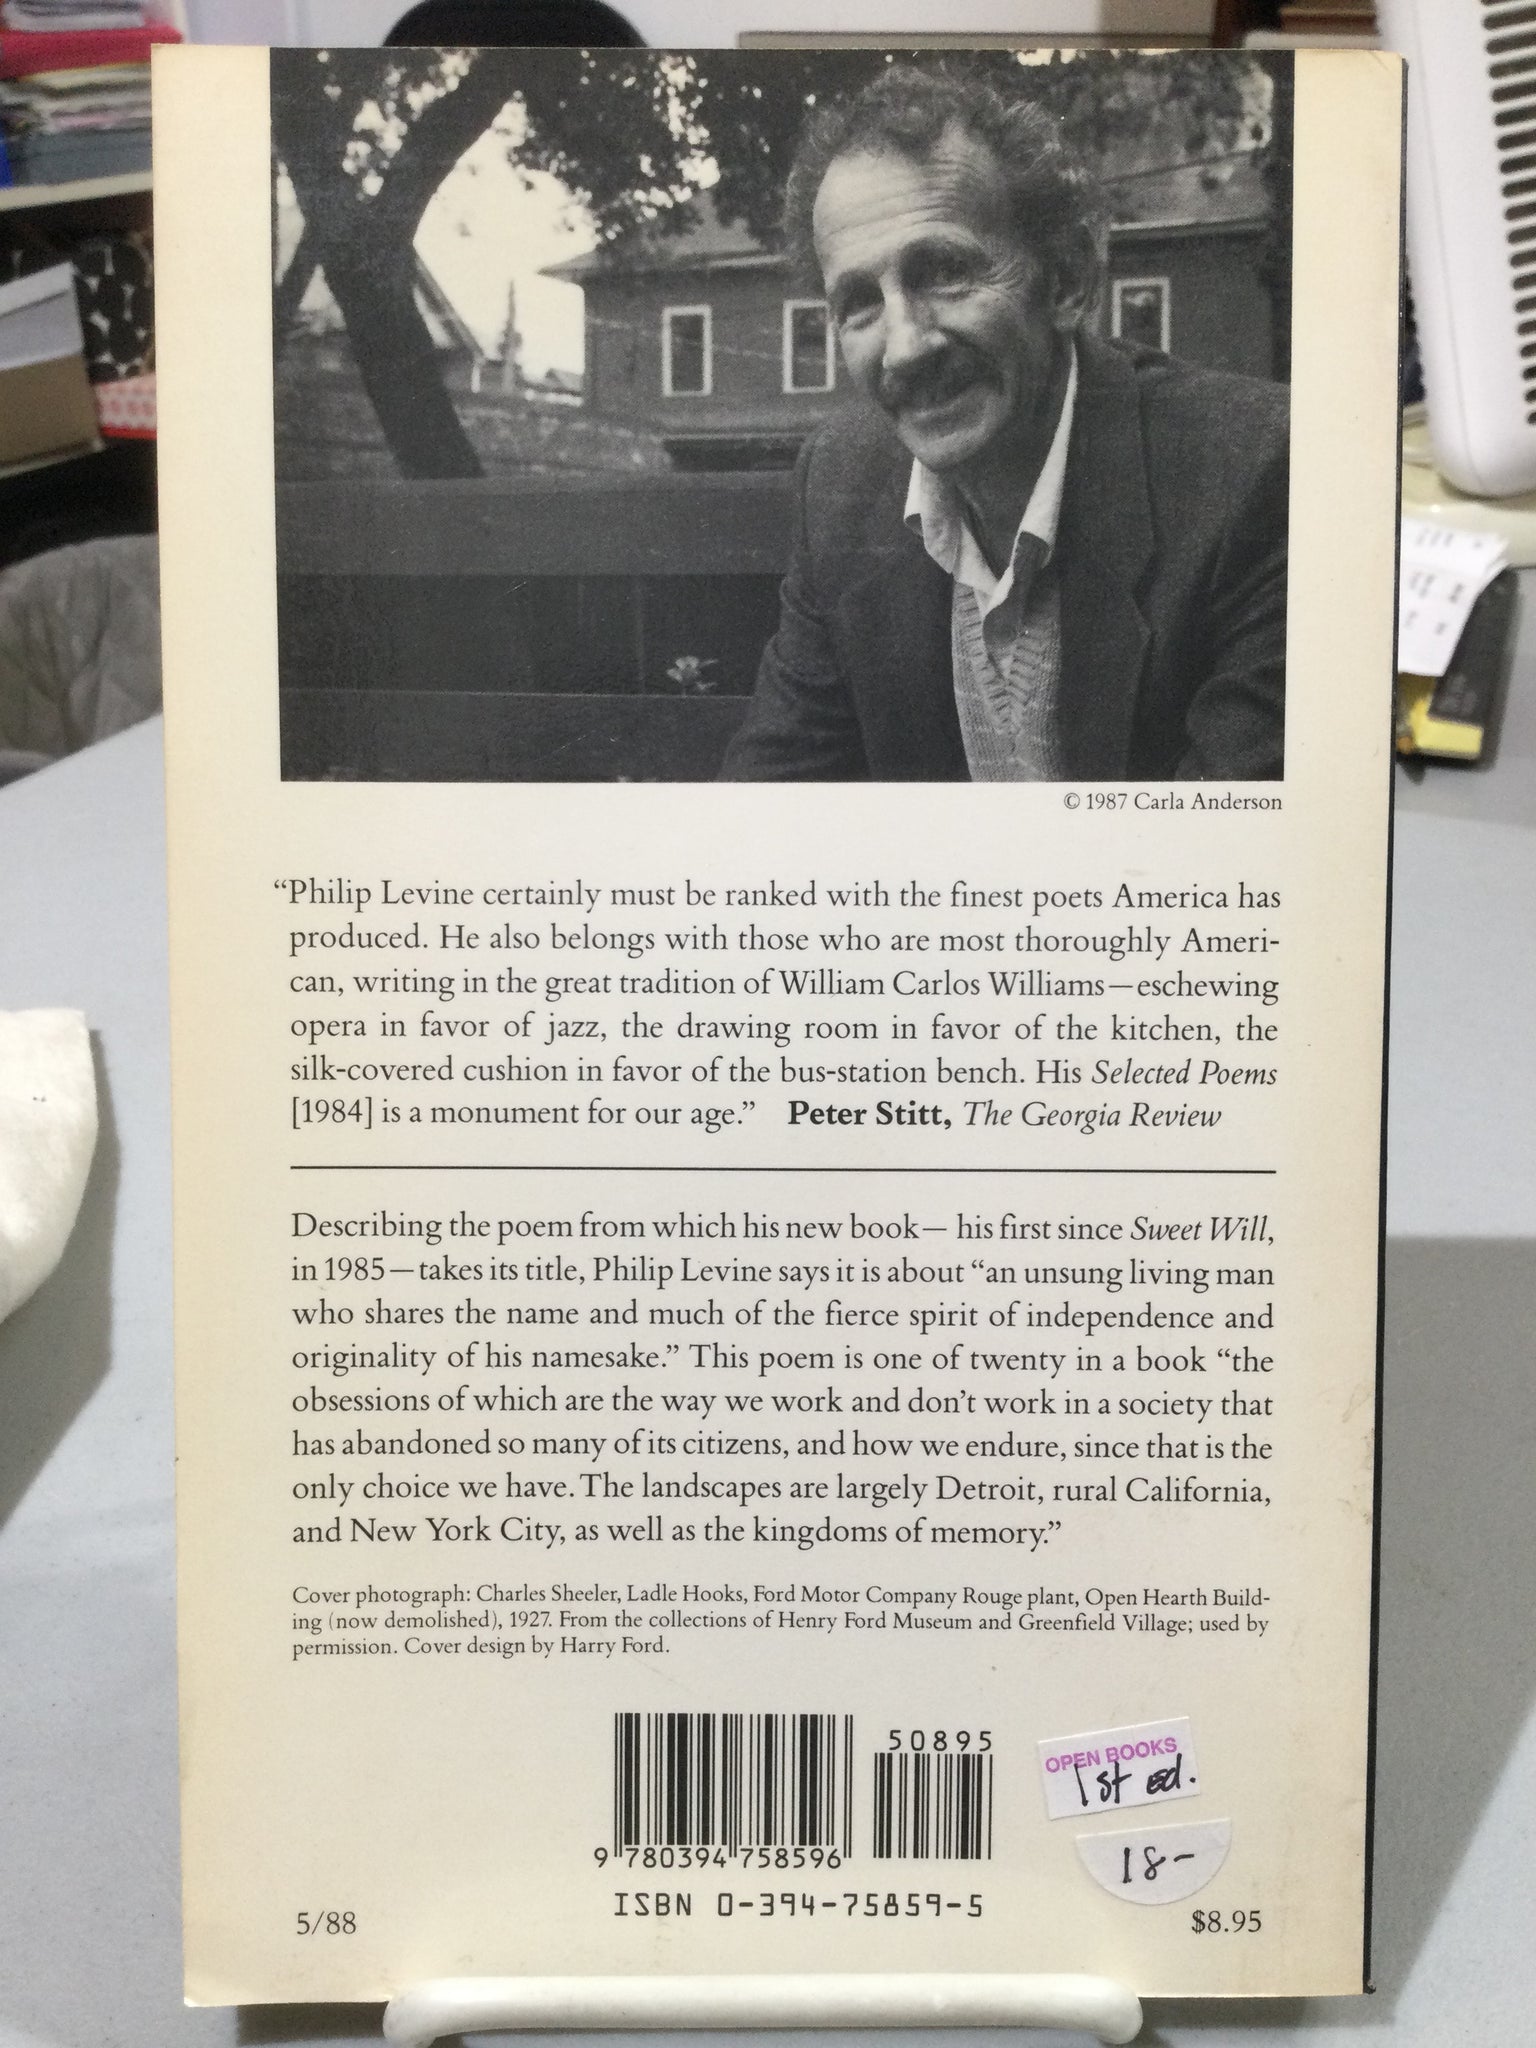 © 1987 Carla Anderson
“Philip Levine certainly must be ranked with the finest poets America has
produced. He also belongs with those who are most thoroughly Ameri-
can, writing in the great tradition of William Carlos Williams—eschewing
opera in favor of jazz, the drawing room in favor of the kitchen, the
silk-covered cushion in favor of the bus-station bench. His Selected Poems
[1984] is a monument for our age.” Peter Stitt, The Georgia Review
Describing the poem from which his new book— his first since Sweet Will,
in 1985—takes its title, Philip Levine says it is about “an unsung living man
who shares the name and much of the fierce spirit of independence and
originality of his namesake.” This poem is one of twenty in a book “the
obsessions of which are the way we work and don’t work in a society that
has abandoned so many of its citizens, and how we endure, since that is the
only choice we have. The landscapes are largely Detroit, rural California,
and New York City, as well as the kingdoms of memory.”
Cover photograph: Charles Sheeler, Ladle Hooks, Ford Motor Company Rouge plant, Open Hearth Build-
ing (now demolished), 1927. From the collections of Henry Ford Museum and Greenfield Village; used by
permission. Cover design by Harry Ford.
50895
OPEN BOOKS
1st ed.
9 780394 758596
18-
ISBN 0-394-75859-5
5/88
$8.95